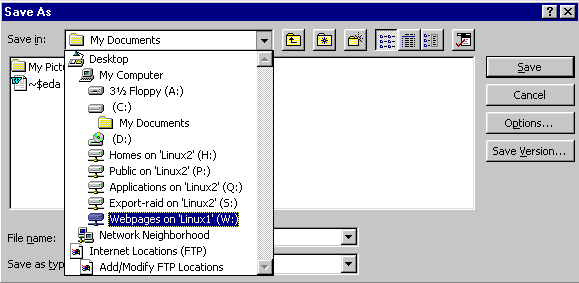 Save As
Save in: My Documents
My Pict
~$eda
Desktop
My Computer
3½ Floppy (A:)
(C:)
My Documents
(D:)
Homes on 'Linux2' (H:)
Public on 'Linux2' (P:)
Applications on 'Linux2' (Q:)
Export-raid on 'Linux2' (S:)
Webpages on 'Linux1' (W:)
Network Neighborhood
Internet Locations (FTP)
Add/Modify FTP Locations
Save
Cancel
Options...
Save Version...
File name:
Save as typ